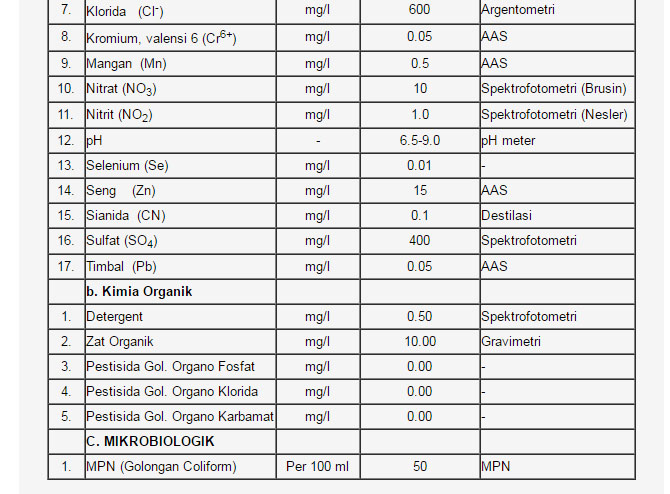 7. Klorida (Cl-) mg/l 600 Argentometri
8. Kromium, valensi 6 (Cr6+) mg/l 0.05 AAS
9. Mangan (Mn) mg/l 0.5 AAS
10. Nitrat (NO3) mg/l 10 Spektrofotometri (Brusin)
11. Nitrit (NO2) mg/l 1.0 Spektrofotometri (Nesler)
12. pH - 6.5-9.0 pH meter
13. Selenium (Se) mg/l 0.01 -
14. Seng (Zn) mg/l 15 AAS
15. Sianida (CN) mg/l 0.1 Destilasi
16. Sulfat (SO4) mg/l 400 Spektrofotometri
17. Timbal (Pb) mg/l 0.05 AAS
b. Kimia Organik
1. Detergent mg/l 0.50 Spektrofotometri
2. Zat Organik mg/l 10.00 Gravimetri
3. Pestisida Gol. Organo Fosfat mg/l 0.00 -
4. Pestisida Gol. Organo Klorida mg/l 0.00 -
5. Pestisida Gol. Organo Karbamat mg/l 0.00 -
C. MIKROBIOLOGIK
1. MPN (Golongan Coliform) Per 100 ml 50 MPN